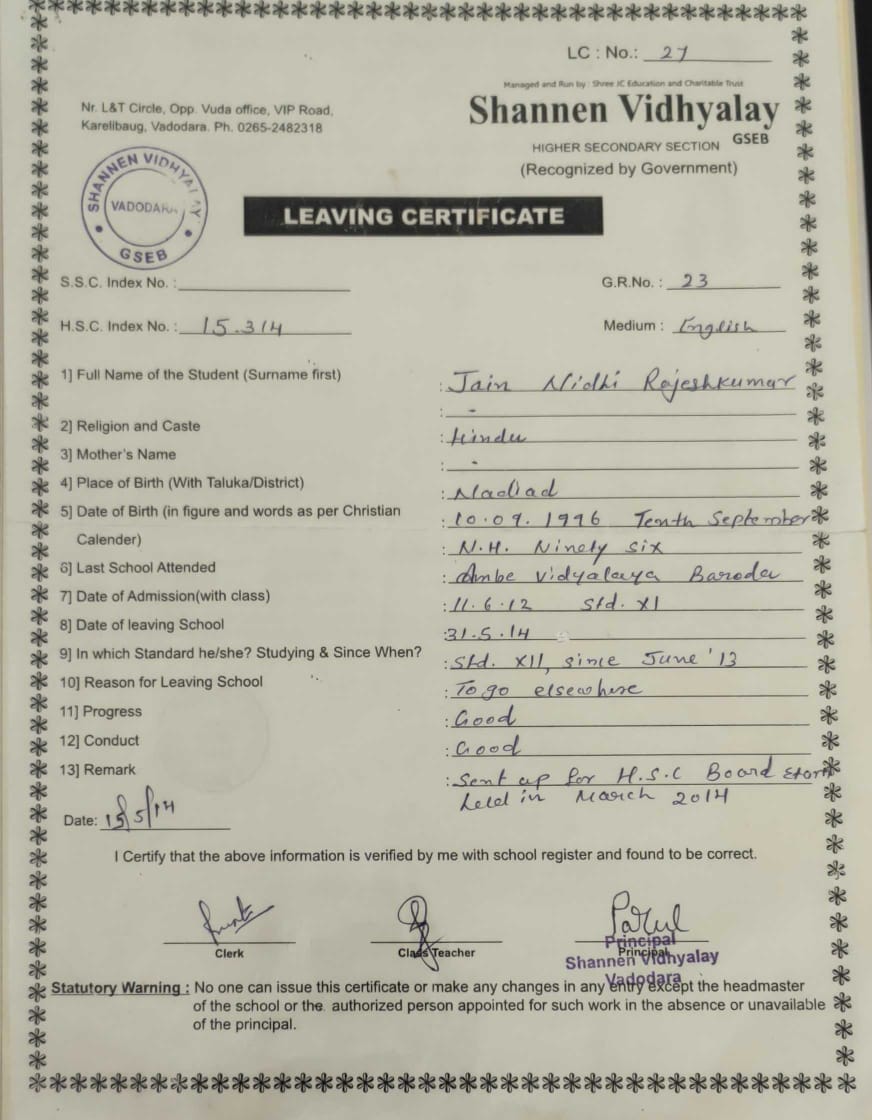 LC : No.: 27
Managed and Run by : Shree JC Education and Charitable Trust
Nr. L&T Circle, Opp. Vuda office, VIP Road,
Karelibaug, Vadodara. Ph. 0265-2482318
Shannen Vidhyalay
GSEB
HIGHER SECONDARY SECTION
(Recognized by Government)
SHANNEN VIDHYALAY
VADODARA
GSEB
LEAVING CERTIFICATE
S.S.C. Index No. :
G.R.No. : 23
H.S.C. Index No. : 15.314
Medium : English
1] Full Name of the Student (Surname first) : Jain Nidhi Rajeshkumar
: -
2] Religion and Caste : Hindu
3] Mother's Name : -
4] Place of Birth (With Taluka/District) : Nadiad
5] Date of Birth (in figure and words as per Christian : 10.09.1996 Tenth September
Calender) : N.H. Ninety six
6] Last School Attended : Ambe Vidyalaya Baroda
7] Date of Admission(with class) : 11.6.12 Std. XI
8] Date of leaving School : 31.5.14
9] In which Standard he/she? Studying & Since When? : Std. XII, since June '13
10] Reason for Leaving School : To go elsewhere
11] Progress : Good
12] Conduct : Good
13] Remark : Sent up for H.S.C Board
held in March 2014
Date: 15/5/14
I Certify that the above information is verified by me with school register and found to be correct.
Parul
Clerk
Class Teacher
Principal
Principal
Shannen Vidhyalay
Vadodara
Statutory Warning : No one can issue this certificate or make any changes in any entry except the headmaster
of the school or the authorized person appointed for such work in the absence or unavailable
of the principal.